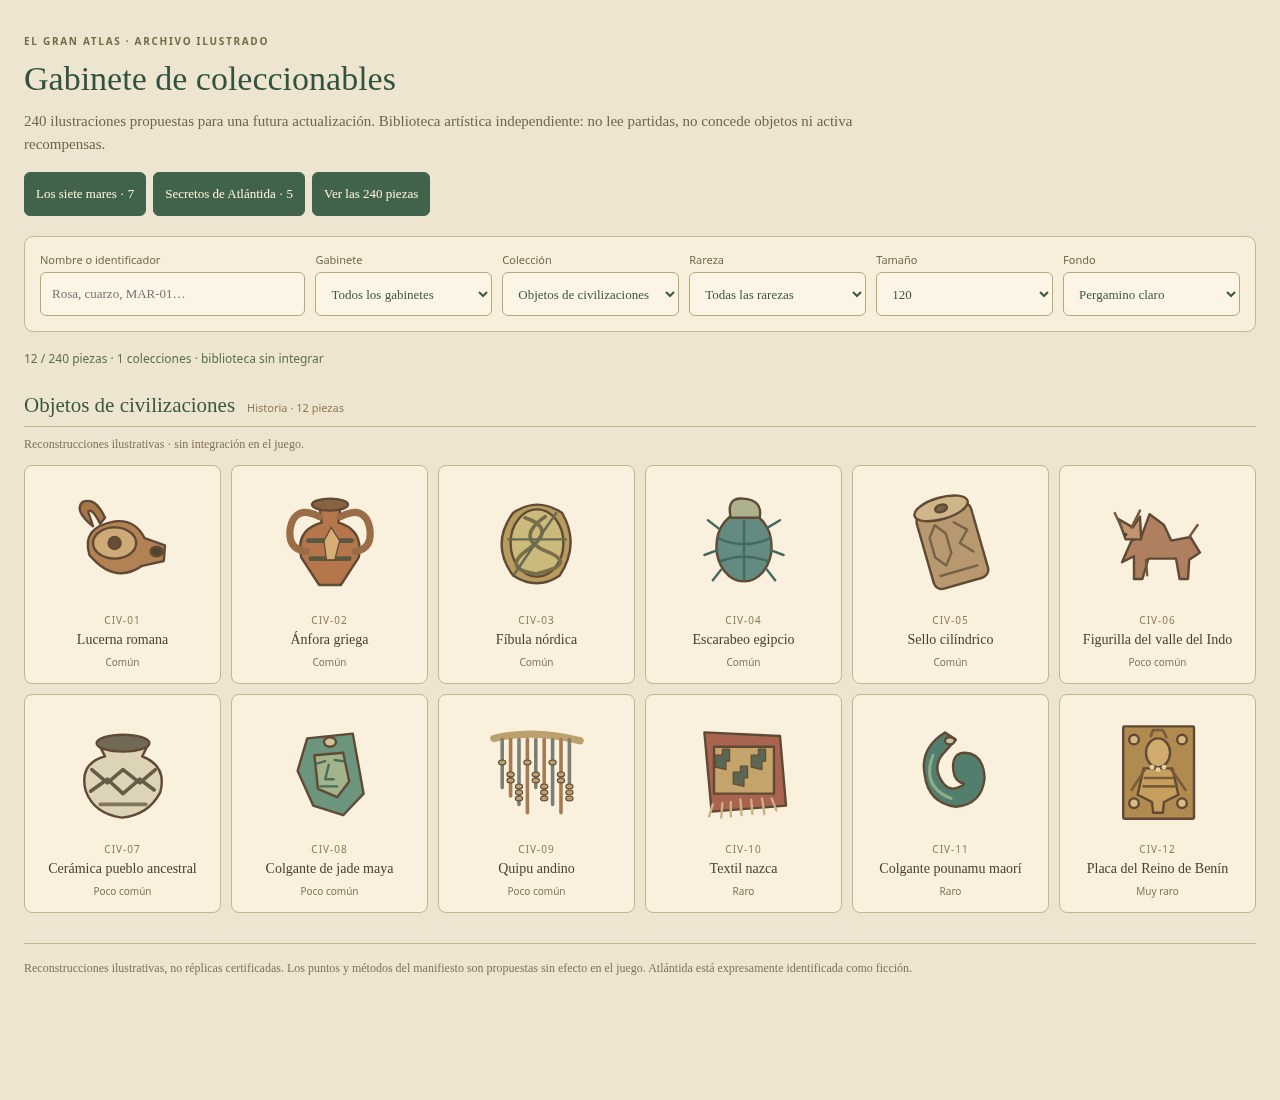 EL GRAN ATLAS · ARCHIVO ILUSTRADO
Gabinete de coleccionables
240 ilustraciones propuestas para una futura actualización. Biblioteca artística independiente: no lee partidas, no concede objetos ni activa
recompensas.
Los siete mares · 7
Secretos de Atlántida · 5
Ver las 240 piezas
Nombre o identificador
Gabinete
Colección
Rareza
Tamaño
Fondo
Rosa, cuarzo, MAR-01…
Todos los gabinetes
Objetos de civilizaciones
Todas las rarezas
120
Pergamino claro
12 / 240 piezas · 1 colecciones · biblioteca sin integrar
Objetos de civilizaciones
Historia · 12 piezas
Reconstrucciones ilustrativas · sin integración en el juego.
CIV-01
Lucerna romana
Común
CIV-02
Ánfora griega
Común
CIV-03
Fíbula nórdica
Común
CIV-04
Escarabeo egipcio
Común
CIV-05
Sello cilíndrico
Común
CIV-06
Figurilla del valle del Indo
Poco común
CIV-07
Cerámica pueblo ancestral
Poco común
CIV-08
Colgante de jade maya
Poco común
CIV-09
Quipu andino
Poco común
CIV-10
Textil nazca
Raro
CIV-11
Colgante pounamu maorí
Raro
CIV-12
Placa del Reino de Benín
Muy raro
Reconstrucciones ilustrativas, no réplicas certificadas. Los puntos y métodos del manifiesto son propuestas sin efecto en el juego. Atlántida está expresamente identificada como ficción.